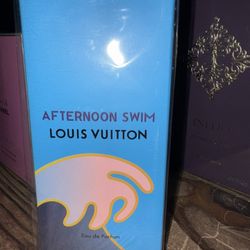 AFTERNOON SWIM
LOUIS VUITTON
Eau de Parfum